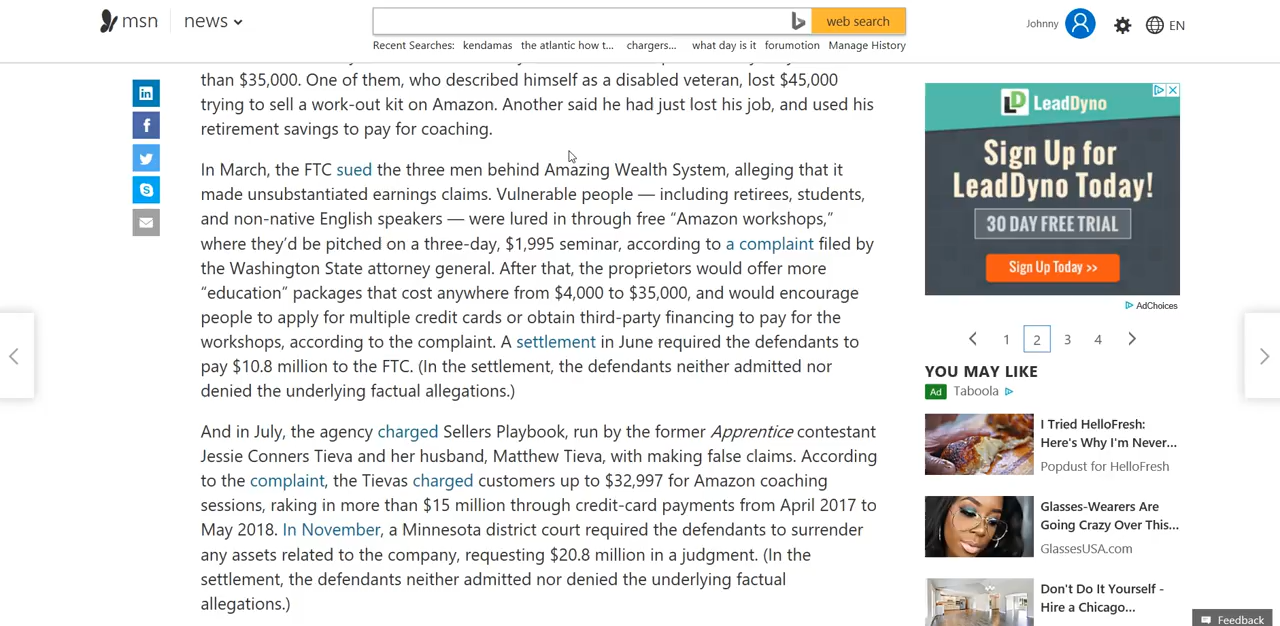 msn
news
web search
Recent Searches: kendamas the atlantic how t... chargers... what day is it forumotion Manage History
Johnny
EN
than $35,000. One of them, who described himself as a disabled veteran, lost $45,000
trying to sell a work-out kit on Amazon. Another said he had just lost his job, and used his
retirement savings to pay for coaching.
In March, the FTC sued the three men behind Amazing Wealth System, alleging that it
made unsubstantiated earnings claims. Vulnerable people — including retirees, students,
and non-native English speakers — were lured in through free “Amazon workshops,”
where they’d be pitched on a three-day, $1,995 seminar, according to a complaint filed by
the Washington State attorney general. After that, the proprietors would offer more
“education” packages that cost anywhere from $4,000 to $35,000, and would encourage
people to apply for multiple credit cards or obtain third-party financing to pay for the
workshops, according to the complaint. A settlement in June required the defendants to
pay $10.8 million to the FTC. (In the settlement, the defendants neither admitted nor
denied the underlying factual allegations.)
And in July, the agency charged Sellers Playbook, run by the former Apprentice contestant
Jessie Conners Tieva and her husband, Matthew Tieva, with making false claims. According
to the complaint, the Tievas charged customers up to $32,997 for Amazon coaching
sessions, raking in more than $15 million through credit-card payments from April 2017 to
May 2018. In November, a Minnesota district court required the defendants to surrender
any assets related to the company, requesting $20.8 million in a judgment. (In the
settlement, the defendants neither admitted nor denied the underlying factual
allegations.)
LeadDyno
Sign Up for
LeadDyno Today!
30 DAY FREE TRIAL
Sign Up Today >>
AdChoices
1 2 3 4
YOU MAY LIKE
Ad Taboola
I Tried HelloFresh:
Here's Why I'm Never...
Popdust for HelloFresh
Glasses-Wearers Are
Going Crazy Over This...
GlassesUSA.com
Don't Do It Yourself -
Hire a Chicago...
Feedback